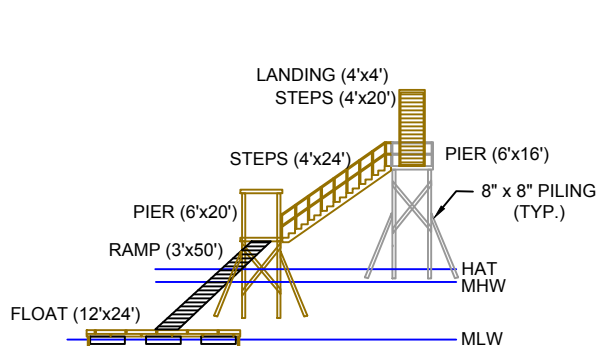 LANDING (4'x4')
STEPS (4'x20')
STEPS (4'x24')
PIER (6'x16')
8" x 8" PILING
(TYP.)
PIER (6'x20')
RAMP (3'x50')
HAT
MHW
FLOAT (12'x24')
MLW